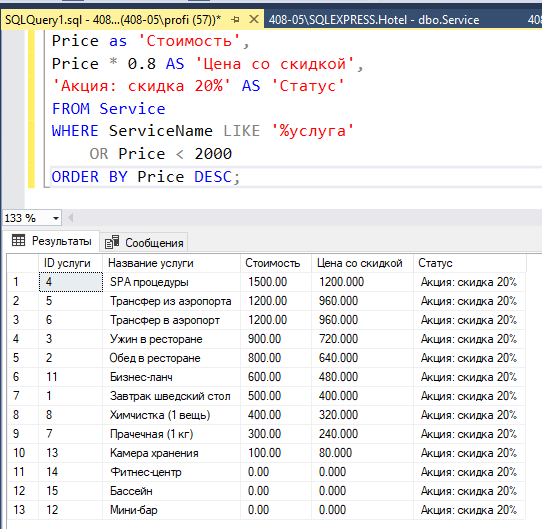 SQLQuery1.sql - 408...(408-05\profi (57))* 408-05\SQLEXPRESS.Hotel - dbo.Service 408
Price as 'Стоимость',
Price * 0.8 AS 'Цена со скидкой',
'Акция: скидка 20%' AS 'Статус'
FROM Service
WHERE ServiceName LIKE '%услуга'
OR Price < 2000
ORDER BY Price DESC;
133 %
Результаты Сообщения
ID услуги Название услуги Стоимость Цена со скидкой Статус
1 4 SPA процедуры 1500.00 1200.000 Акция: скидка 20%
2 5 Трансфер из аэропорта 1200.00 960.000 Акция: скидка 20%
3 6 Трансфер в аэропорт 1200.00 960.000 Акция: скидка 20%
4 3 Ужин в ресторане 900.00 720.000 Акция: скидка 20%
5 2 Обед в ресторане 800.00 640.000 Акция: скидка 20%
6 11 Бизнес-ланч 600.00 480.000 Акция: скидка 20%
7 1 Завтрак шведский стол 500.00 400.000 Акция: скидка 20%
8 8 Химчистка (1 вещь) 400.00 320.000 Акция: скидка 20%
9 7 Прачечная (1 кг) 300.00 240.000 Акция: скидка 20%
10 13 Камера хранения 100.00 80.000 Акция: скидка 20%
11 14 Фитнес-центр 0.00 0.000 Акция: скидка 20%
12 15 Бассейн 0.00 0.000 Акция: скидка 20%
13 12 Мини-бар 0.00 0.000 Акция: скидка 20%